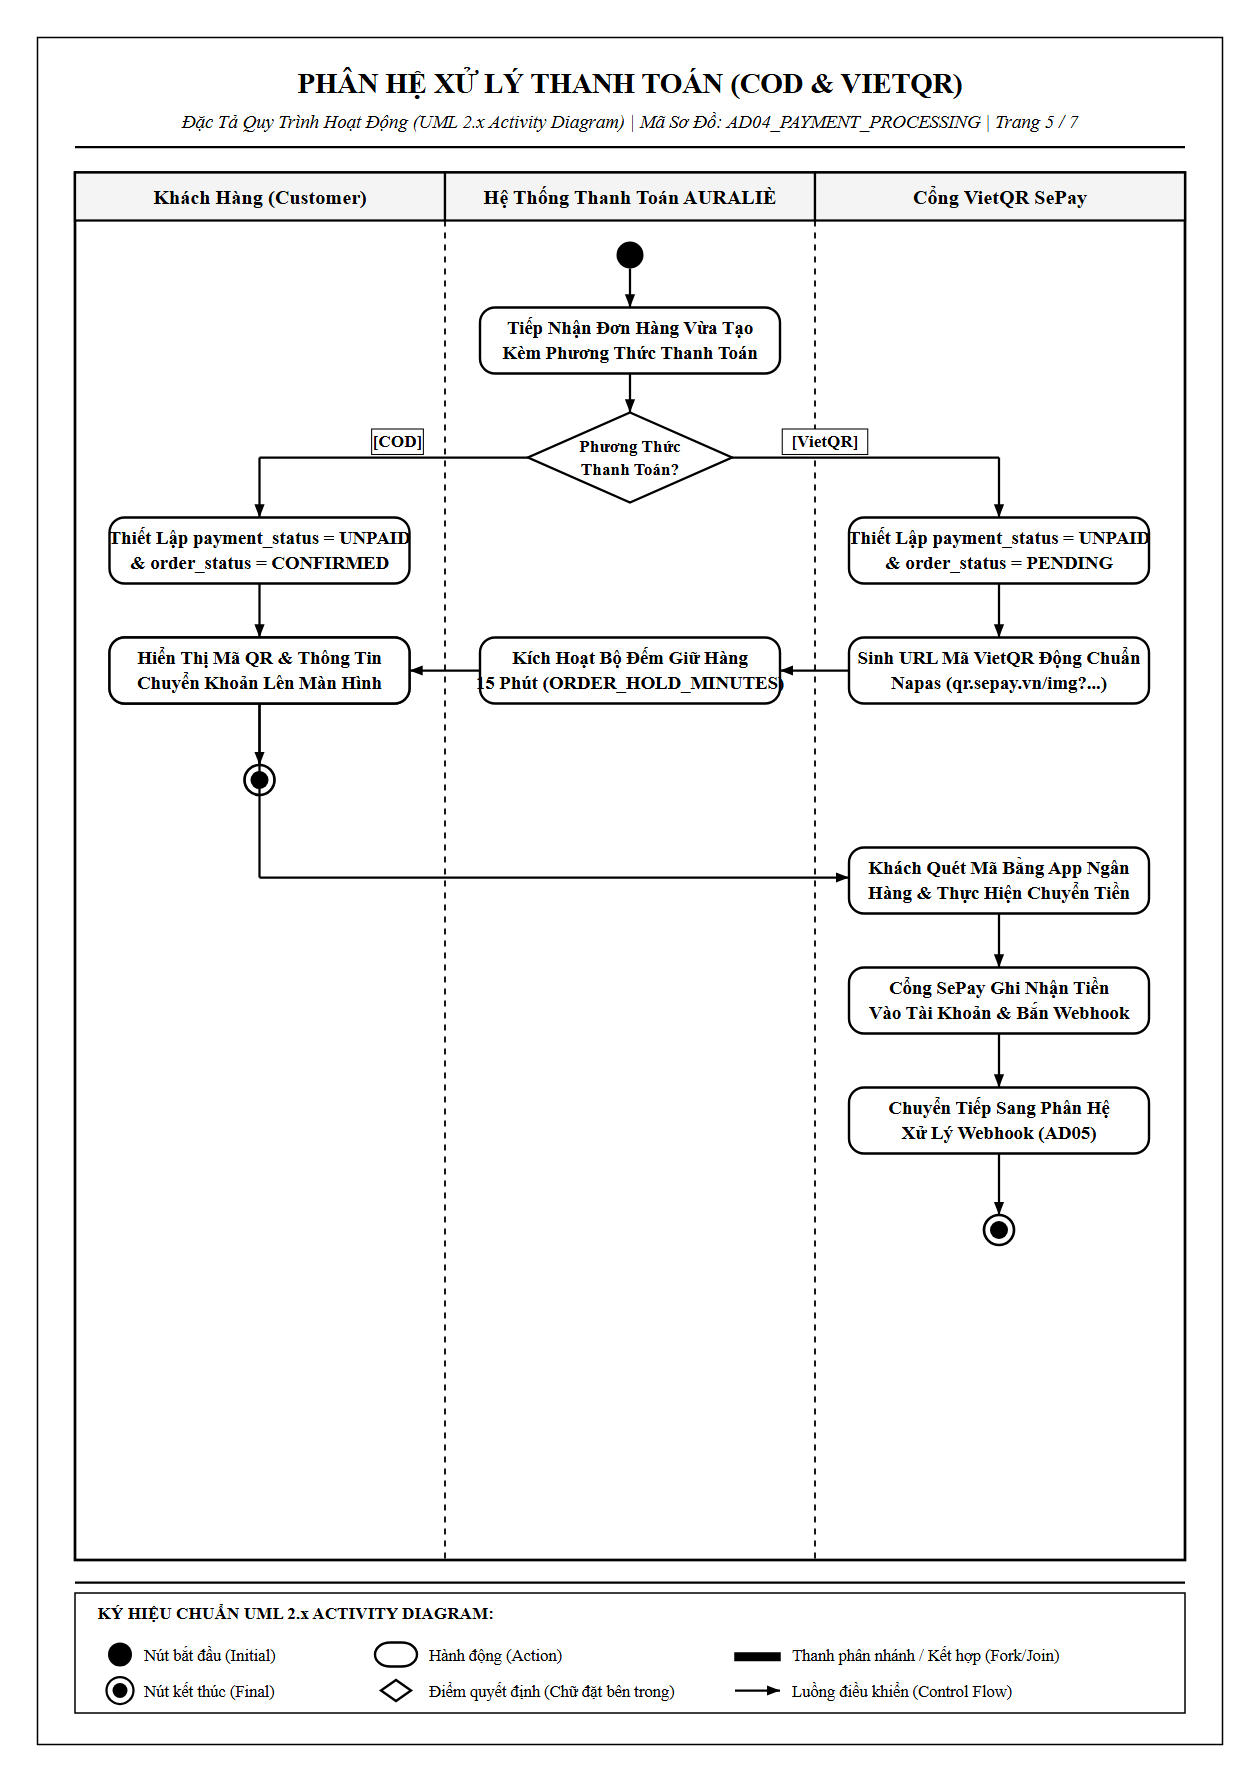 PHÂN HỆ XỬ LÝ THANH TOÁN (COD & VIETQR)
Đặc Tả Quy Trình Hoạt Động (UML 2.x Activity Diagram) | Mã Sơ Đồ: AD04_PAYMENT_PROCESSING | Trang 5 / 7
Khách Hàng (Customer)
Hệ Thống Thanh Toán AURALIÈ
Cổng VietQR SePay
Tiếp Nhận Đơn Hàng Vừa Tạo
Kèm Phương Thức Thanh Toán
[COD]
Phương Thức
Thanh Toán?
[VietQR]
Thiết Lập payment_status = UNPAID
& order_status = CONFIRMED
Thiết Lập payment_status = UNPAID
& order_status = PENDING
Hiển Thị Mã QR & Thông Tin
Chuyển Khoản Lên Màn Hình
Kích Hoạt Bộ Đếm Giữ Hàng
15 Phút (ORDER_HOLD_MINUTES)
Sinh URL Mã VietQR Động Chuẩn
Napas (qr.sepay.vn/img?...)
Khách Quét Mã Bằng App Ngân
Hàng & Thực Hiện Chuyển Tiền
Cổng SePay Ghi Nhận Tiền
Vào Tài Khoản & Bắn Webhook
Chuyển Tiếp Sang Phân Hệ
Xử Lý Webhook (AD05)
KÝ HIỆU CHUẨN UML 2.x ACTIVITY DIAGRAM:
Nút bắt đầu (Initial)
Hành động (Action)
Thanh phân nhánh / Kết hợp (Fork/Join)
Nút kết thúc (Final)
Điểm quyết định (Chữ đặt bên trong)
Luồng điều khiển (Control Flow)